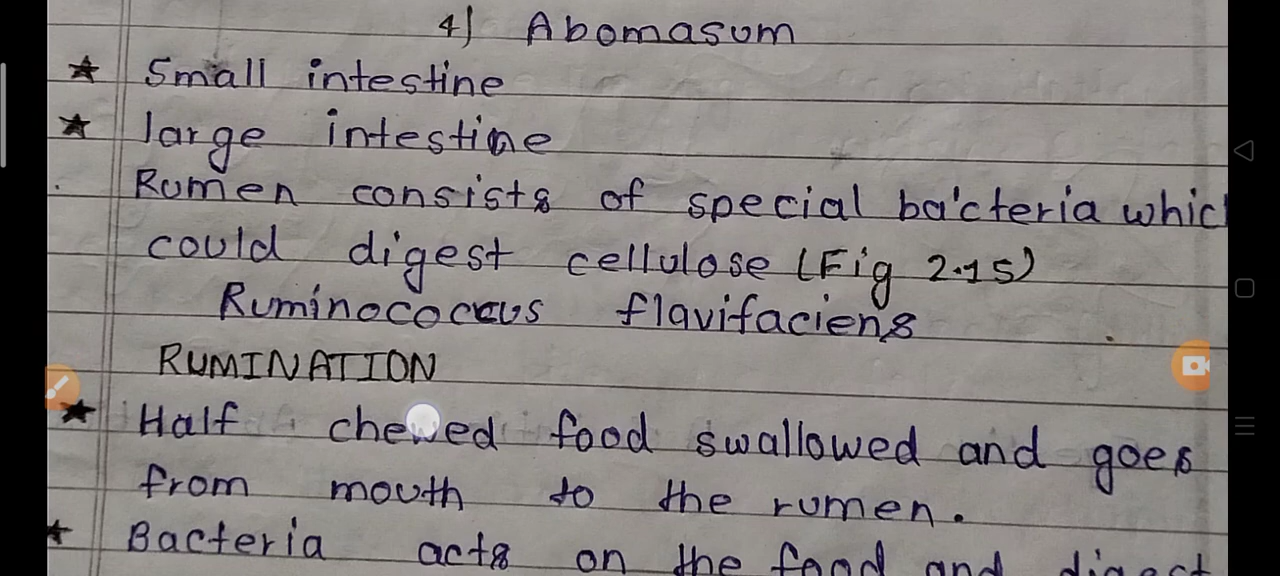 4) Abomasum
★ Small intestine
★ large intestine
Rumen consists of special bacteria whic
could digest cellulose (Fig 2.15)
Ruminococcus flavifaciens
RUMINATION
★ Half chewed food swallowed and goes
from mouth to the rumen.
★ Bacteria acts on the food and digest